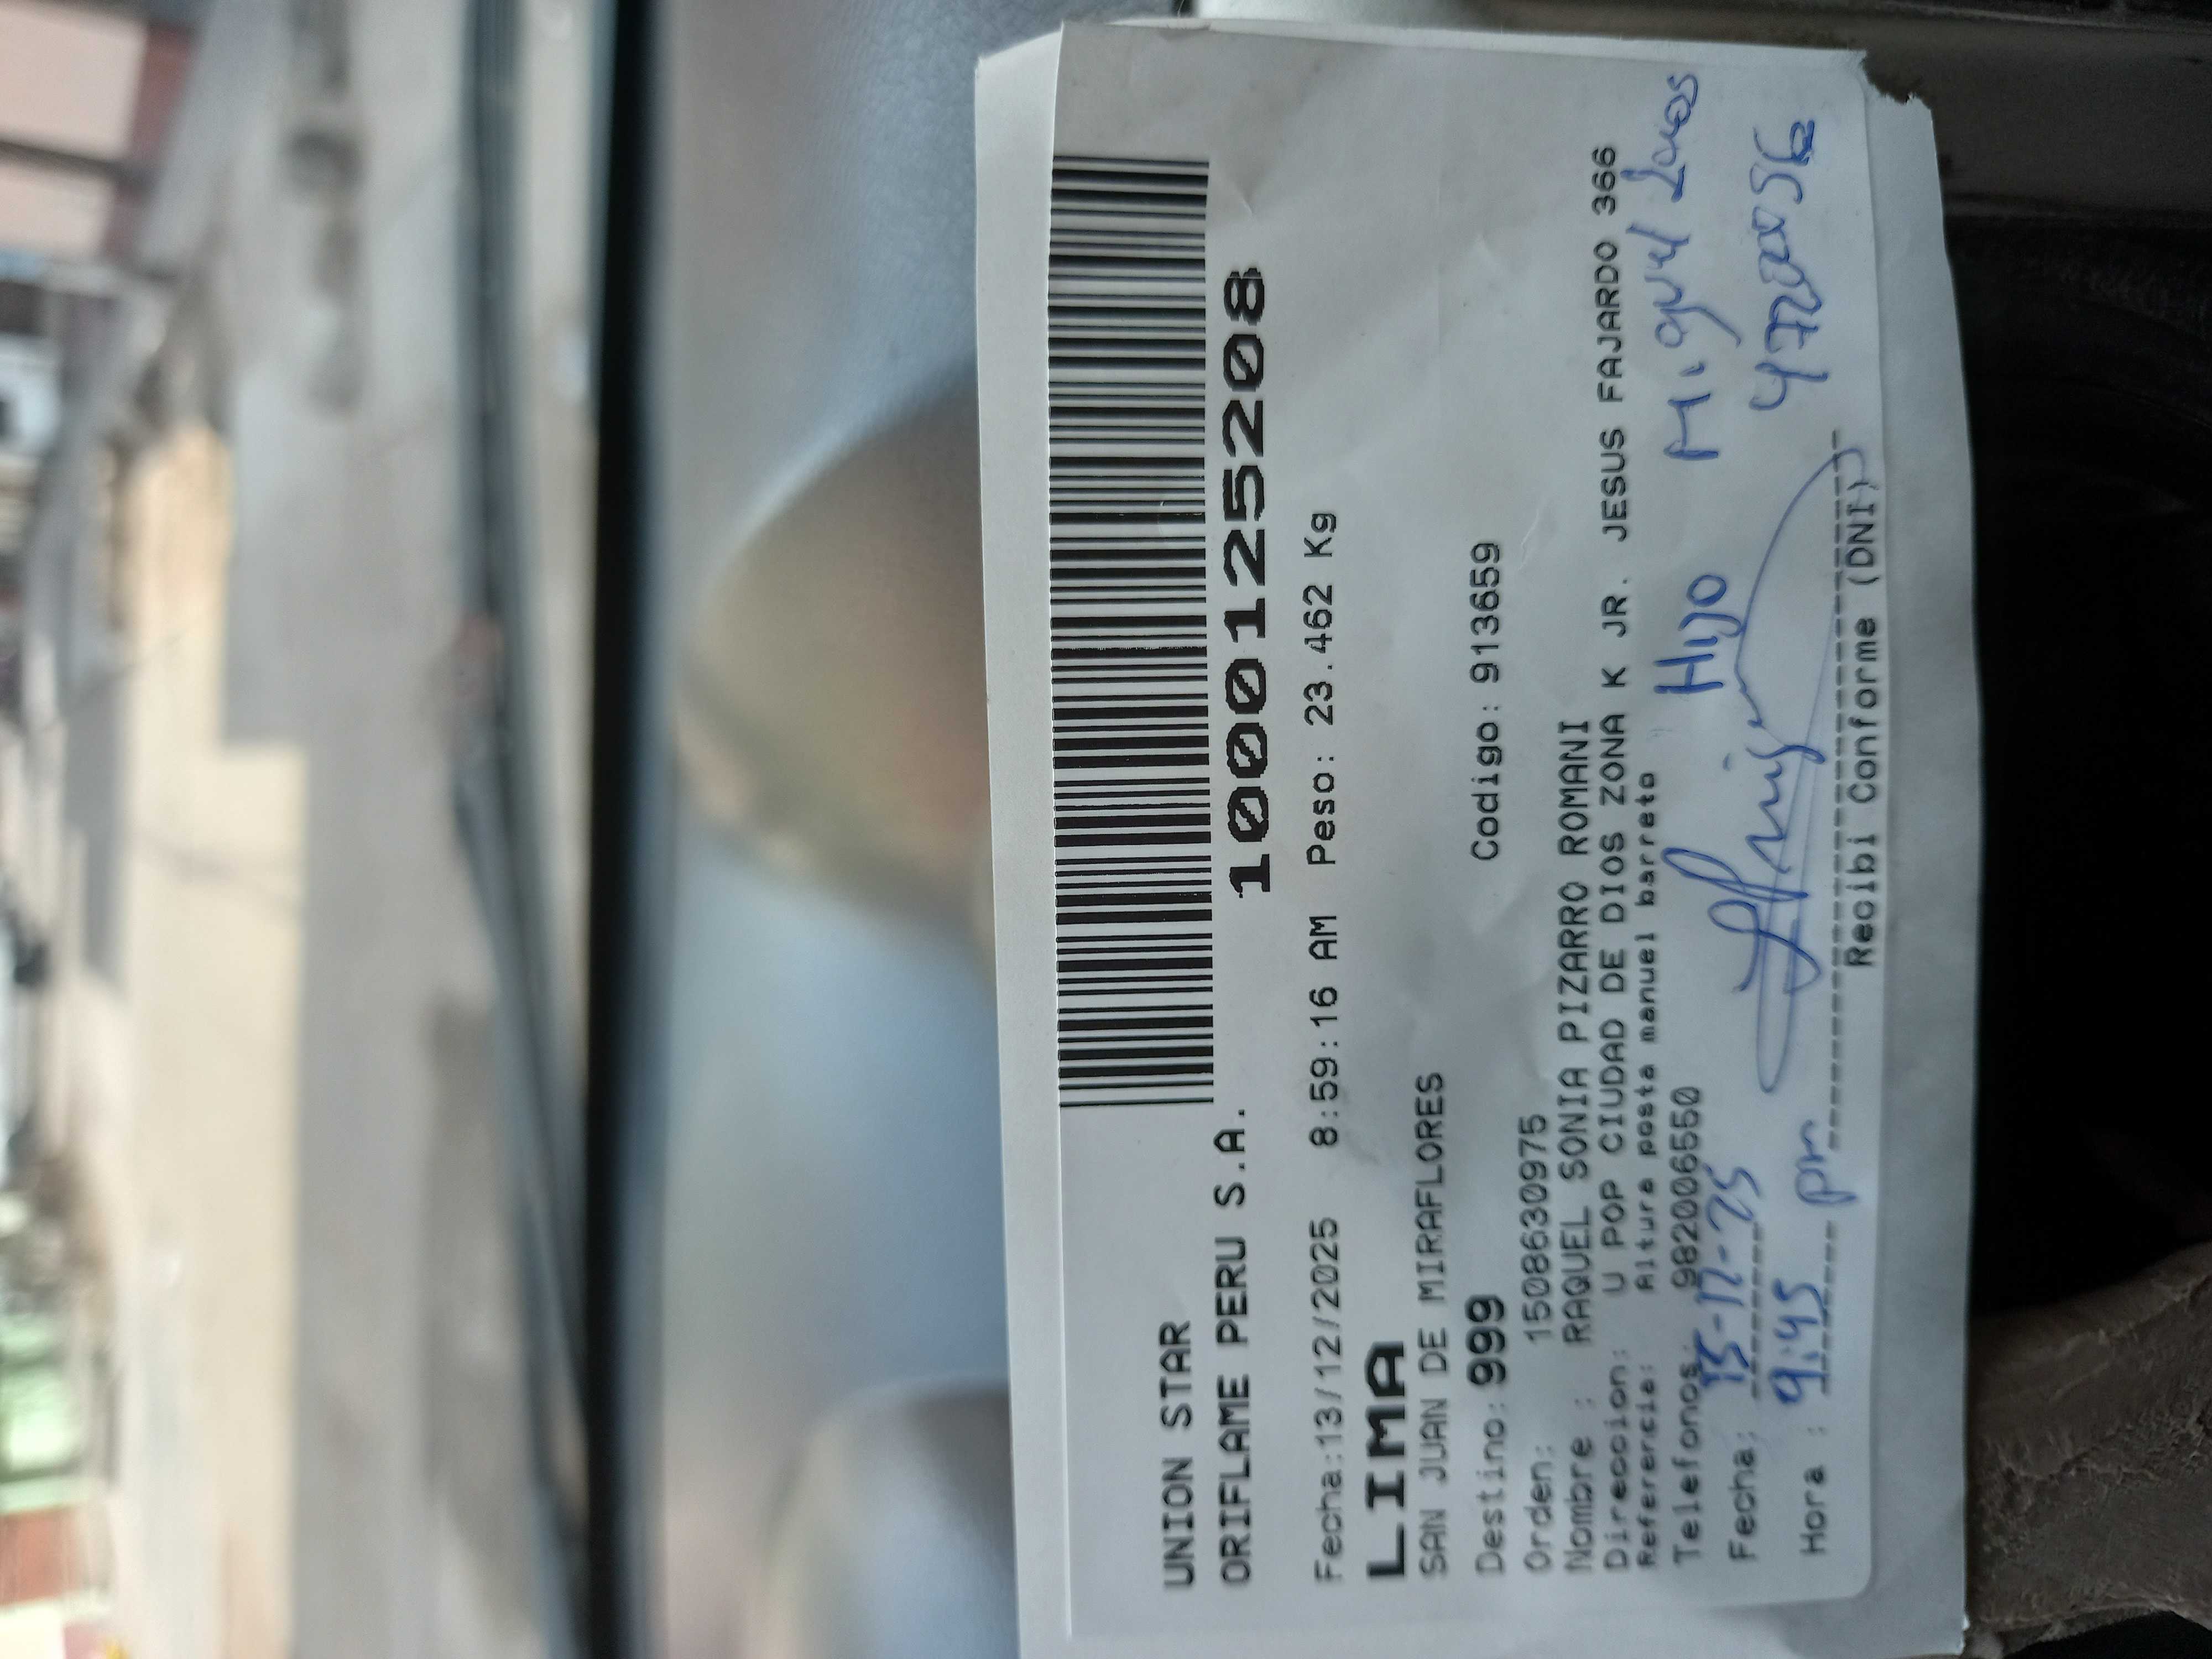 UNION STAR
ORIFLAME PERU S.A. 1000125208
Fecha:13/12/2025 8:59:16 AM Peso: 23.462 Kg
LIMA
SAN JUAN DE MIRAFLORES
Destino: 999 Codigo: 913659
Orden: 15086309​75
Nombre : RAQUEL SONIA PIZARRO ROMANI
Direccion: U POP CIUDAD DE DIOS ZONA K JR. JESUS FAJARDO 366
Referencia: Altura posta manuel barreto
Telefonos: 982006550
Hijo Miguel
Fecha: 15-12-25
Hora : 9:45 pm
Recibi Conforme (DNI)